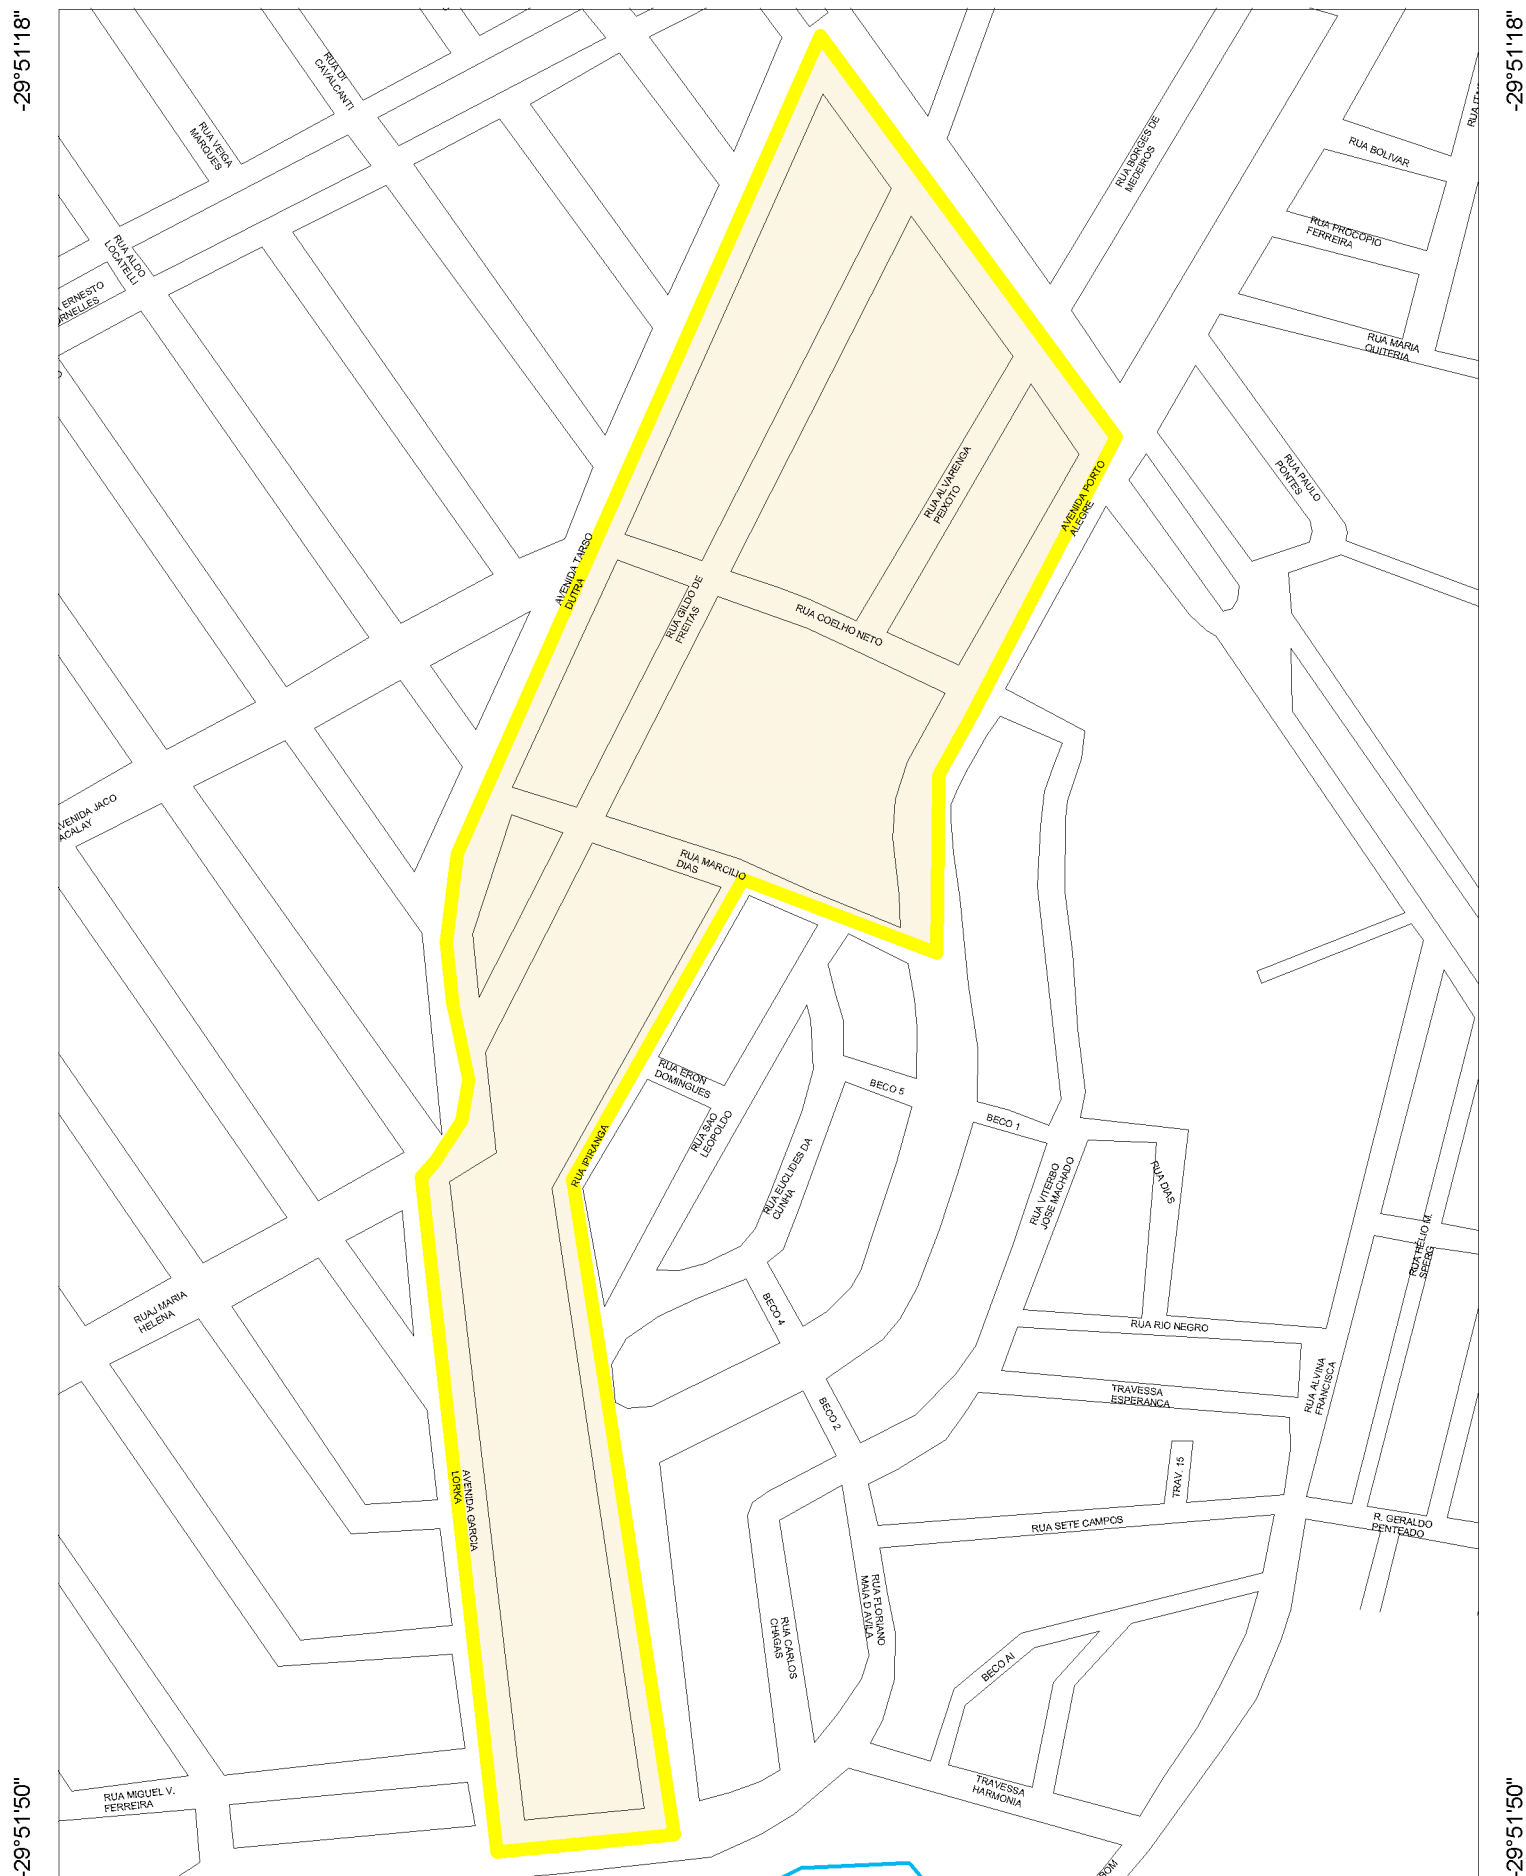 -29°51'18"
-29°51'18"
RUA DI
CAVALCANTI
RUA VEIGA
MARQUES
RUA BORGES DE
MEDEIROS
RUA BOLIVAR
RUA PROCOPIO
FERREIRA
RUA ALDO
LOCATELLI
ERNESTO
RNELLES
RUA MARIA
QUITERIA
RUA PAULO
PONTES
RUA ALVARENGA
PEIXOTO
AVENIDA PORTO
ALEGRE
AVENIDA TARSO
DUTRA
RUA GILDO DE
FREITAS
RUA COELHO NETO
VENIDA JACO
ACALAY
RUA MARCILIO
DIAS
RUA ERON
DOMINGUES
BECO 5
RUA SAO
LEOPOLDO
BECO 1
RUA IPIRANGA
RUA EUCLIDES DA
CUNHA
RUA VITERBO
JOSE MACHADO
RUA DIAS
RUA HELIO M.
SPERG
RUAJ MARIA
HELENA
BECO 4
RUA RIO NEGRO
TRAVESSA
ESPERANCA
RUA ALVINA
FRANCISCA
BECO 2
TRAV. 15
AVENIDA GARCIA
LORKA
RUA SETE CAMPOS
R. GERALDO
PENTEADO
RUA FLORIANO
MAIA D AVILA
RUA CARLOS
CHAGAS
BECO AI
TRAVESSA
HARMONIA
RUA MIGUEL V.
FERREIRA
ROM
-29°51'50"
-29°51'50"